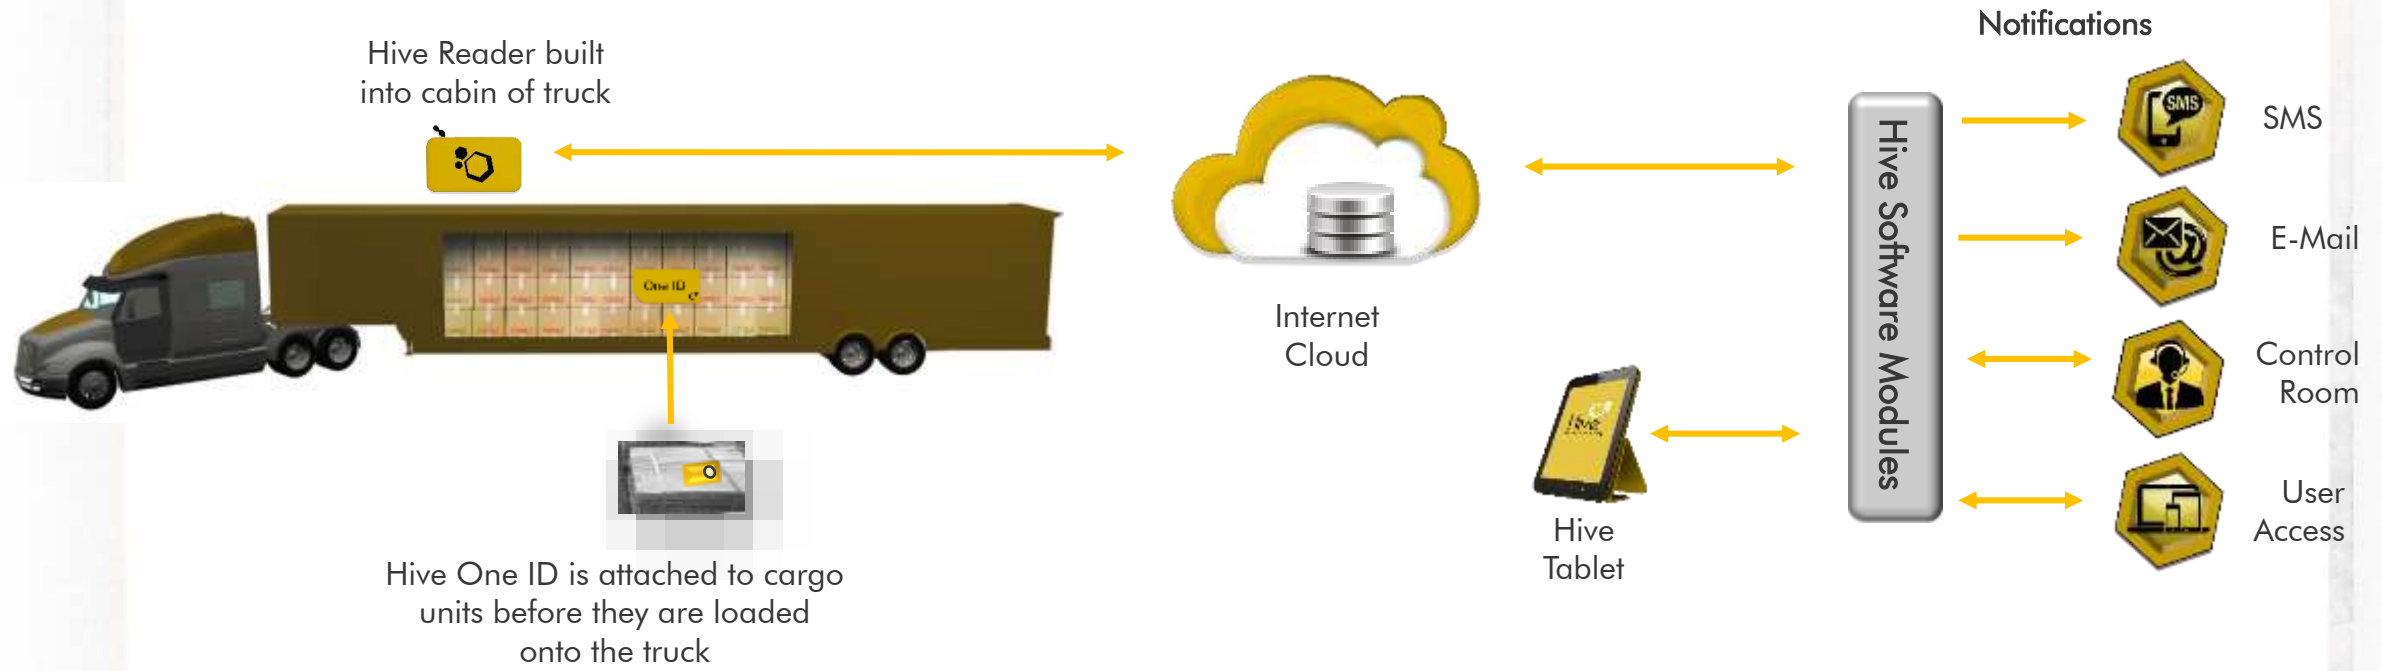 Notifications
Hive Reader built
into cabin of truck
SMS
SMS
E-Mail
One ID
Internet
Cloud
Hive Software Modules
Control
Room
Hive
User
Access
Hive
Tablet
Hive One ID is attached to cargo
units before they are loaded
onto the truck